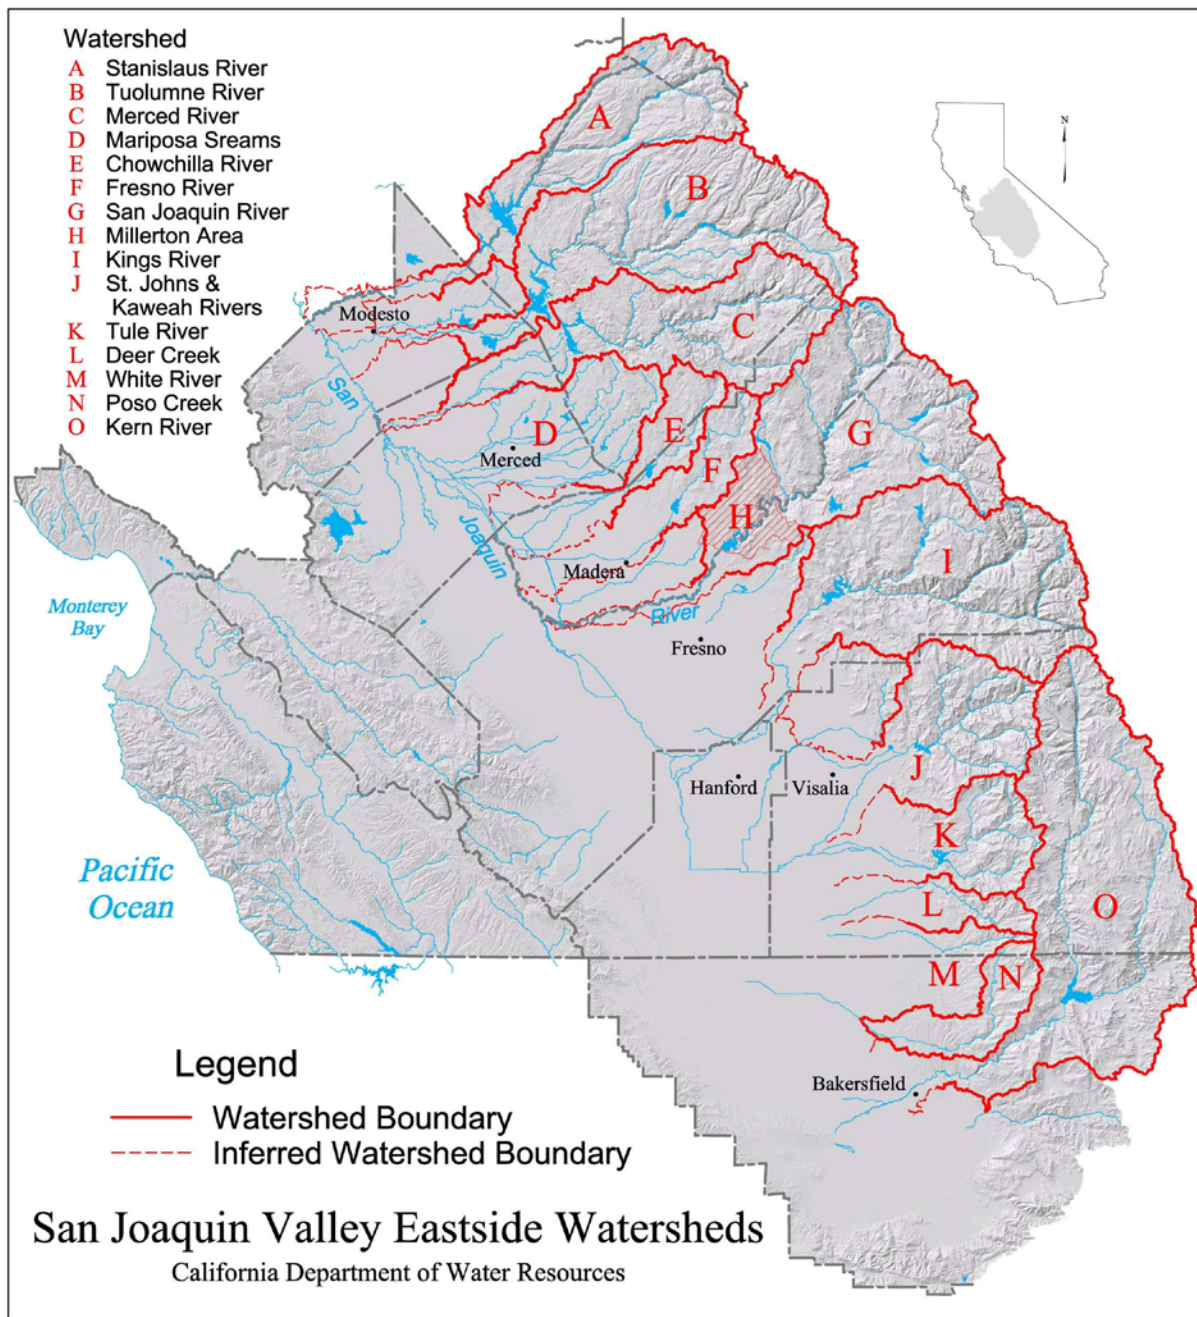 Watershed
A Stanislaus River
B Tuolumne River
C Merced River
D Mariposa Sreams
E Chowchilla River
F Fresno River
G San Joaquin River
H Millerton Area
I Kings River
J St. Johns &
Kaweah Rivers
K Tule River
L Deer Creek
M White River
N Poso Creek
O Kern River
N
A
B
C
Modesto
San
D
E
G
Merced
F
H
Joaquin
I
Madera
Monterey
Bay
River
Fresno
J
Hanford
Visalia
K
Pacific
Ocean
L
O
M
N
Bakersfield
Legend
Watershed Boundary
Inferred Watershed Boundary
San Joaquin Valley Eastside Watersheds
California Department of Water Resources